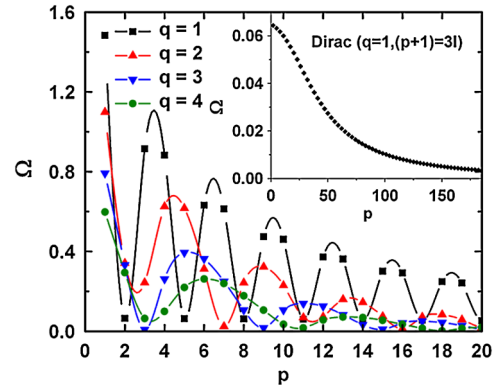 1.6
1.2
0.8
0.4
0.0
Ω
0 2 4 6 8 10 12 14 16 18 20
p
q = 1
q = 2
q = 3
q = 4
Dirac (q=1,(p+1)=3l)
0.06
0.04
0.02
0.00
Ω
0 50 100 150
p